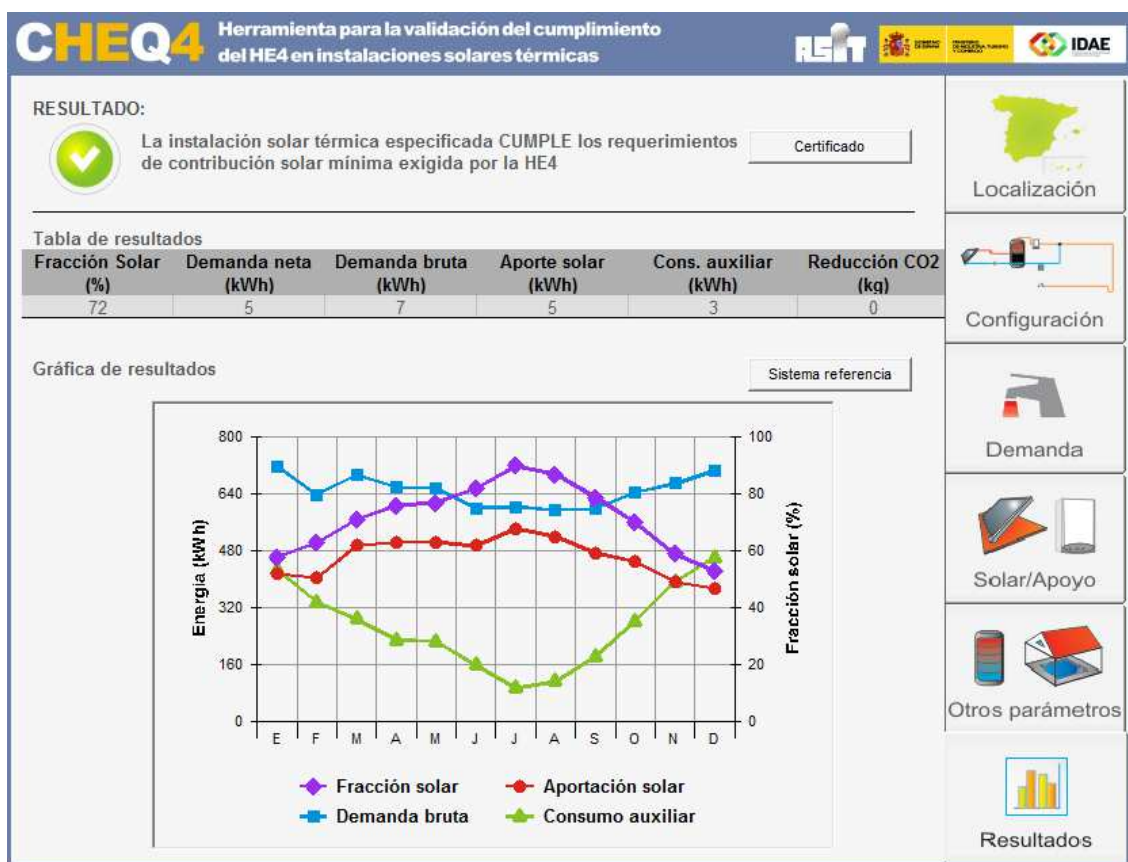 CHEQ4
Herramienta para la validación del cumplimiento
del HE4 en instalaciones solares térmicas
ASIT
GOBIERNO
DE ESPAÑA
IDAE
RESULTADO:
La instalación solar térmica especificada CUMPLE los requerimientos
de contribución solar mínima exigida por la HE4
Certificado
Localización
Tabla de resultados
Fracción Solar Demanda neta Demanda bruta Aporte solar Cons. auxiliar Reducción CO2
(%) (kWh) (kWh) (kWh) (kWh) (kg)
72 5 7 5 3 0
Configuración
Gráfica de resultados
Sistema referencia
Demanda
800 100
640 80
480 60
320 40
160 20
0 0
Energía (kWh)
Fracción solar (%)
E F M A M J J A S O N D
Fracción solar Aportación solar
Demanda bruta Consumo auxiliar
Solar/Apoyo
Otros parámetros
Resultados